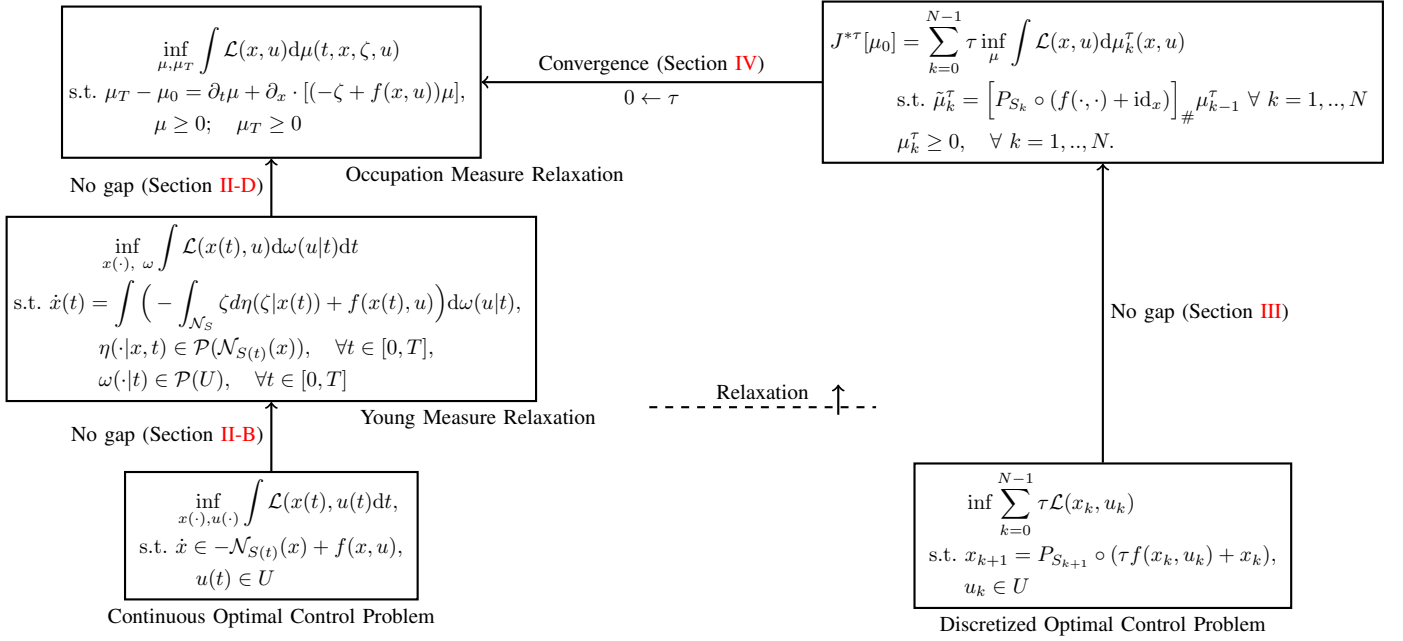 inf_{μ,μ_T} ∫ ℒ(x, u)dμ(t, x, ζ, u)
s.t. μ_T − μ_0 = ∂_tμ + ∂_x · [(−ζ + f(x, u))μ],
μ ≥ 0; μ_T ≥ 0
Occupation Measure Relaxation
Convergence (Section IV)
0 ← τ
J^{*τ}[μ_0] = ∑_{k=0}^{N−1} τ inf_μ ∫ ℒ(x, u)dμ_k^τ(x, u)
s.t. μ̃_k^τ = [P_{S_k} ∘ (f(·, ·) + id_x)]_# μ_{k−1}^τ ∀ k = 1, .., N
μ_k^τ ≥ 0, ∀ k = 1, .., N.
No gap (Section II-D)
inf_{x(·), ω} ∫ ℒ(x(t), u)dω(u|t)dt
s.t. ẋ(t) = ∫ (− ∫_{𝒩_S} ζdη(ζ|x(t)) + f(x(t), u))dω(u|t),
η(·|x, t) ∈ 𝒫(𝒩_{S(t)}(x)), ∀t ∈ [0, T],
ω(·|t) ∈ 𝒫(U), ∀t ∈ [0, T]
Young Measure Relaxation
No gap (Section III)
Relaxation
No gap (Section II-B)
inf_{x(·),u(·)} ∫ ℒ(x(t), u(t)dt,
s.t. ẋ ∈ −𝒩_{S(t)}(x) + f(x, u),
u(t) ∈ U
Continuous Optimal Control Problem
inf ∑_{k=0}^{N−1} τℒ(x_k, u_k)
s.t. x_{k+1} = P_{S_{k+1}} ∘ (τf(x_k, u_k) + x_k),
u_k ∈ U
Discretized Optimal Control Problem